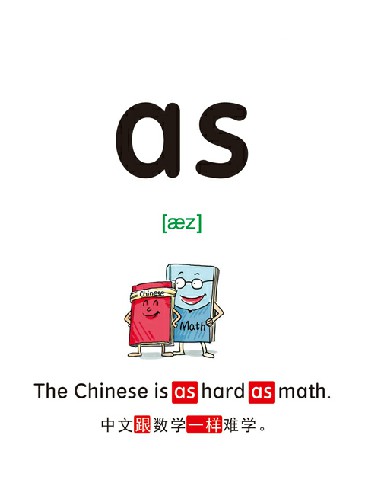 as
[æz]
Chinese
Math
The Chinese is as hard as math.
中文跟数学一样难学。